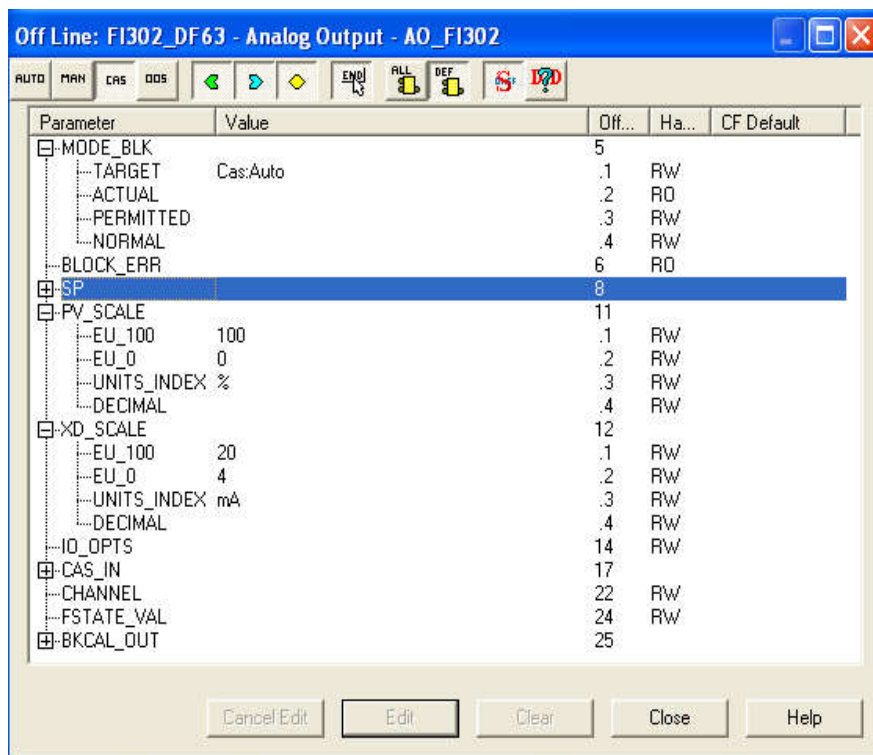 Off Line: FI302_DF63 - Analog Output - AO_FI302
AUTO MAN CAS OOS END ALL DEF S D?D
Parameter Value Off... Ha... CF Default
MODE_BLK 5
TARGET Cas:Auto .1 RW
ACTUAL .2 RO
PERMITTED .3 RW
NORMAL .4 RW
BLOCK_ERR 6 RO
SP 8
PV_SCALE 11
EU_100 100 .1 RW
EU_0 0 .2 RW
UNITS_INDEX % .3 RW
DECIMAL .4 RW
XD_SCALE 12
EU_100 20 .1 RW
EU_0 4 .2 RW
UNITS_INDEX mA .3 RW
DECIMAL .4 RW
IO_OPTS 14 RW
CAS_IN 17
CHANNEL 22 RW
FSTATE_VAL 24 RW
BKCAL_OUT 25
Cancel Edit Edit Clear Close Help